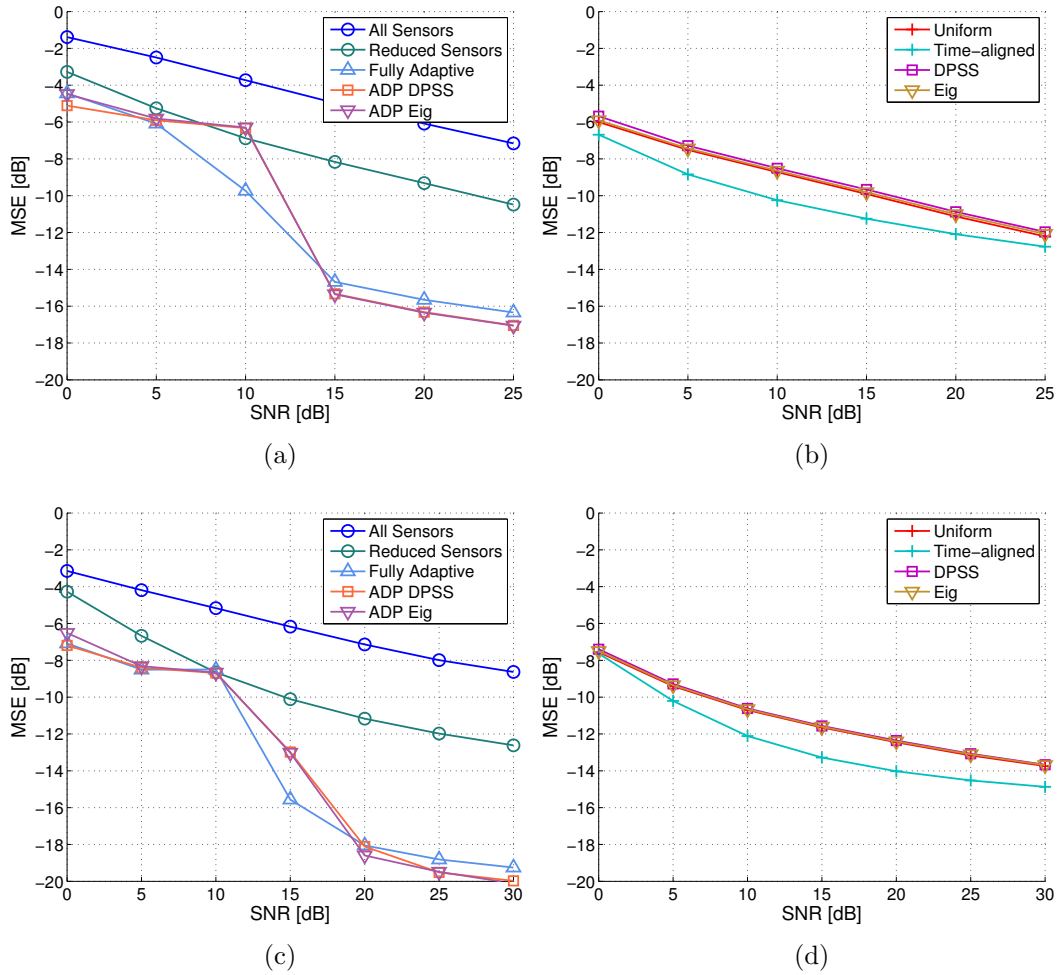 0
−2
−4
−6
−8
−10
−12
−14
−16
−18
−20
MSE [dB]
0
5
10
15
20
25
SNR [dB]
All Sensors
Reduced Sensors
Fully Adaptive
ADP DPSS
ADP Eig
(a)
0
−2
−4
−6
−8
−10
−12
−14
−16
−18
−20
MSE [dB]
0
5
10
15
20
25
SNR [dB]
Uniform
Time−aligned
DPSS
Eig
(b)
0
−2
−4
−6
−8
−10
−12
−14
−16
−18
−20
MSE [dB]
0
5
10
15
20
25
30
SNR [dB]
All Sensors
Reduced Sensors
Fully Adaptive
ADP DPSS
ADP Eig
(c)
0
−2
−4
−6
−8
−10
−12
−14
−16
−18
−20
MSE [dB]
0
5
10
15
20
25
30
SNR [dB]
Uniform
Time−aligned
DPSS
Eig
(d)